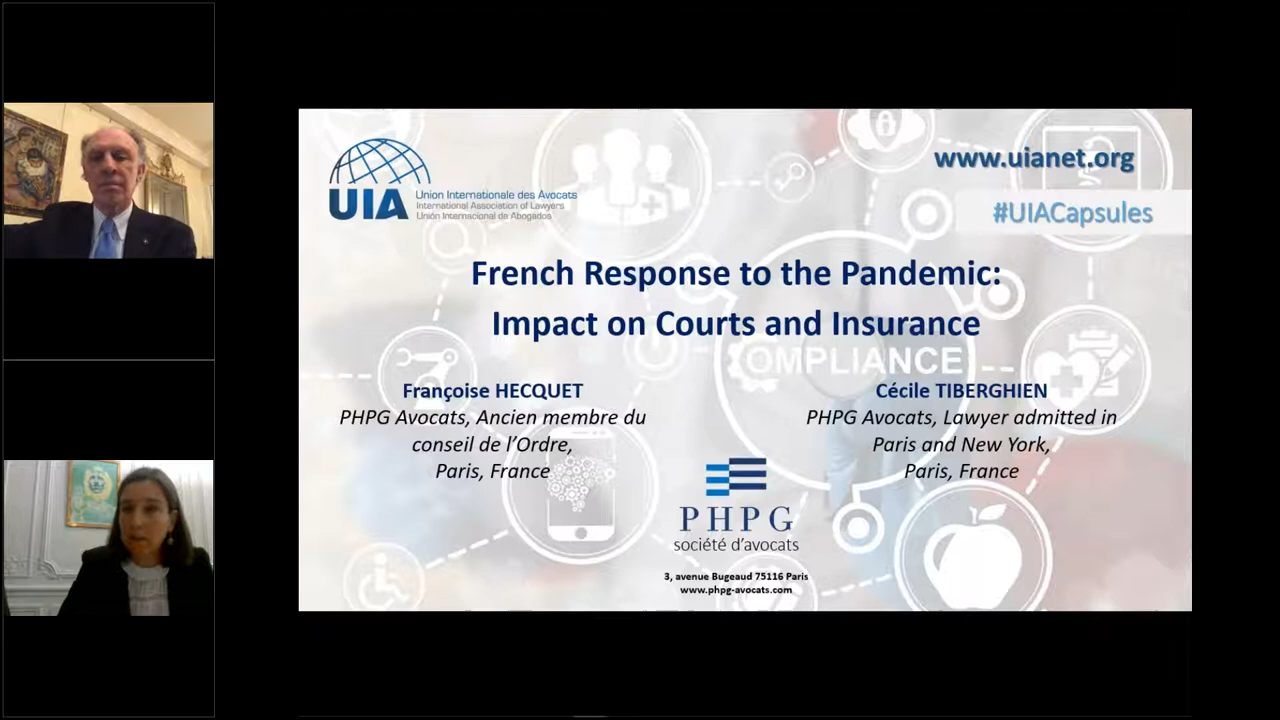 UIA
Union Internationale des Avocats
International Association of Lawyers
Unión Internacional de Abogados
www.uianet.org
#UIACapsules
French Response to the Pandemic:
Impact on Courts and Insurance
OMPLIANCE
Françoise HECQUET
PHPG Avocats, Ancien membre du
conseil de l’Ordre,
Paris, France
Cécile TIBERGHIEN
PHPG Avocats, Lawyer admitted in
Paris and New York,
Paris, France
PHPG
société d’avocats
3, avenue Bugeaud 75116 Paris
www.phpg-avocats.com